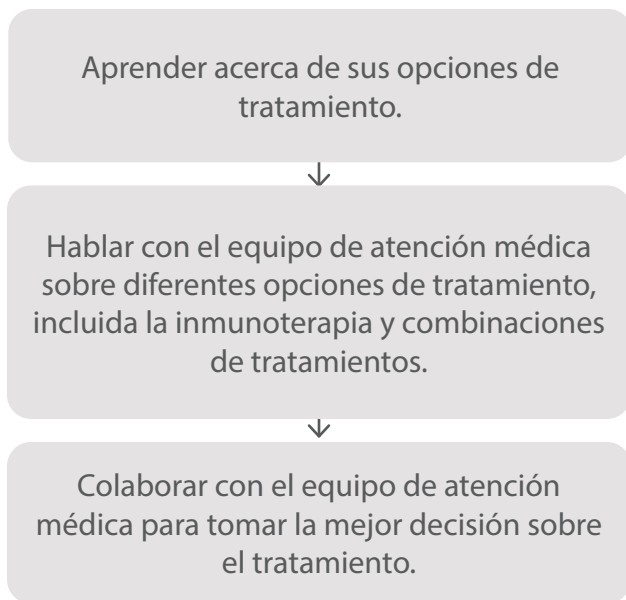 Aprender acerca de sus opciones de
tratamiento.
Hablar con el equipo de atención médica
sobre diferentes opciones de tratamiento,
incluida la inmunoterapia y combinaciones
de tratamientos.
Colaborar con el equipo de atención
médica para tomar la mejor decisión sobre
el tratamiento.